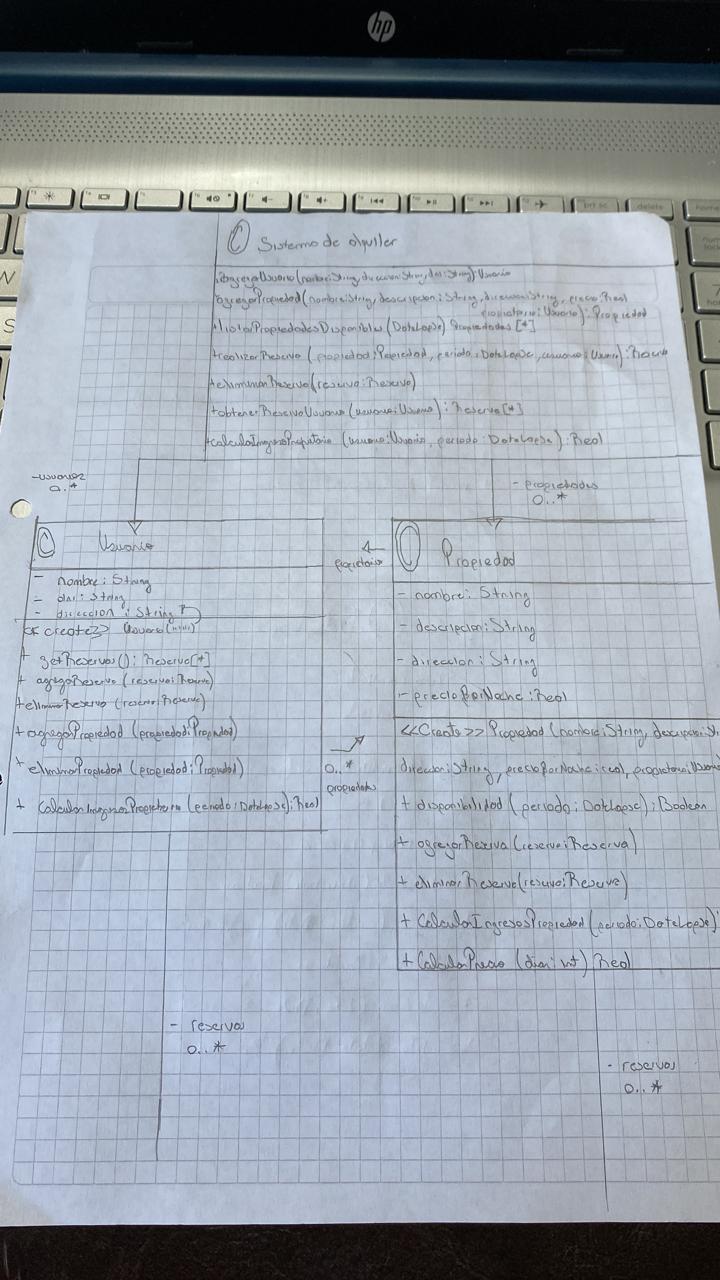 hp
delete
C Sistema de alquiler
+agregarUsuario(nombre:String, direccion:String, dni:String):Usuario
agregarPropiedad(nombre:String, descripcion:String, direccion:String, precio:Real
propietario:Usuario):Propiedad
+listarPropiedadesDisponibles (DateLapse) Propiedades [*]
+realizarReserva (propiedad:Propiedad, periodo:DateLapse, usuario:Usuario):Reserva
+eliminarReserva(reserva:Reserva)
+obtenerReservaUsuario (usuario:Usuario): Reserva[*]
+calcularIngresoPropietario (usuario:Usuario, periodo:DateLapse):Real
-usuarios
0..*
- propiedades
0..*
C Usuario
- nombre: String
- dni: String
- direccion: String
<<create>> Usuario(
+ getReservas(): Reserva[*]
+ agregarReserva (reserva:Reserva)
+eliminarReserva (reserva:Reserva)
+agregarPropiedad (propiedad:Propiedad)
+ eliminarPropiedad (propiedad:Propiedad)
+ CalcularIngresoPropietario (periodo:DateLapse):Real
propietario
0..*
propiedades
C Propiedad
- nombre: String
- descripcion: String
- direccion: String
- precioPorNoche: Real
<<Create>> Propiedad (nombre:String, descripcion:St
direccion:String, precioPorNoche:real, propietario:Usuario
+ disponibilidad (periodo:DateLapse):Boolean
+ agregarReserva(reserva:Reserva)
+ eliminarReserva(reserva:Reserva)
+ CalcularIngresosPropiedad (periodo:DateLapse)
+ CalcularPrecio (dias:int) Real
- reservas
0..*
- reservas
0..*